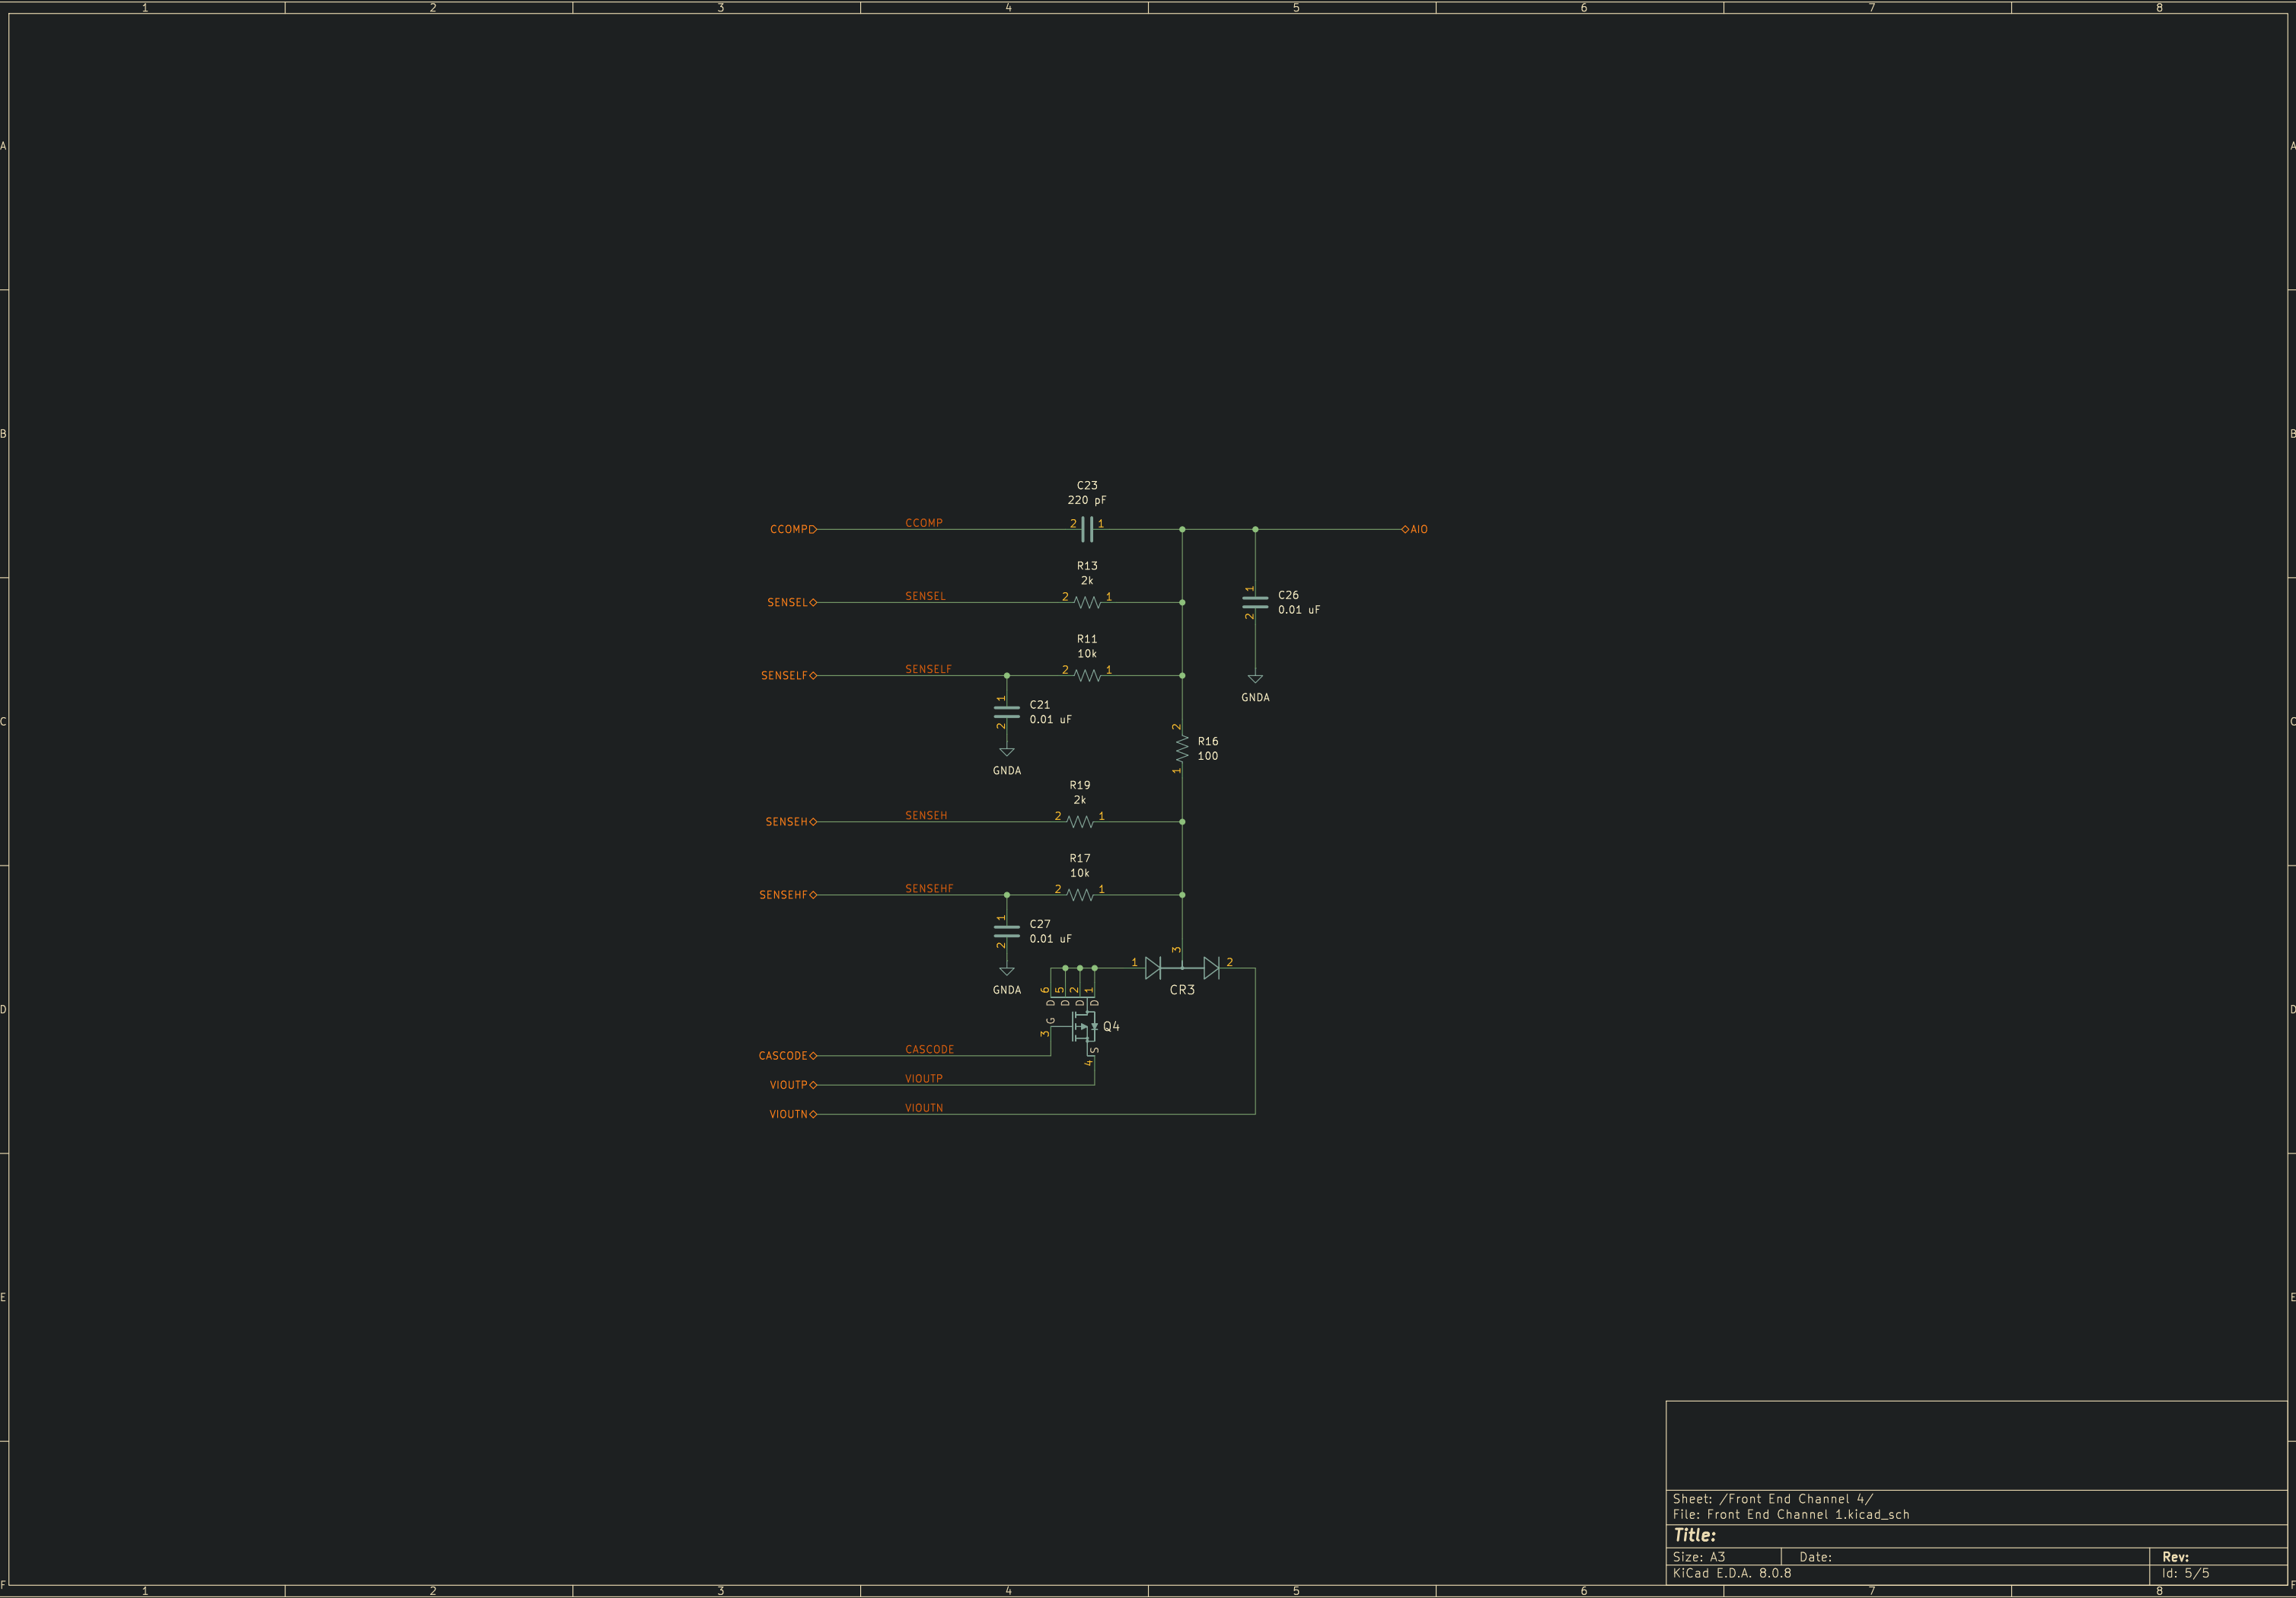 1 2 3 4 5 6 7 8
A A
B B
C C
D D
E E
F F
C23
220 pF
CCOMP CCOMP 2 1 AIO
R13
2k
SENSEL SENSEL 2 1
1
C26
0.01 uF
2
R11
10k
SENSELF SENSELF 2 1
GNDA
1
C21
0.01 uF
2
GNDA
2
R16
100
1
R19
2k
SENSEH SENSEH 2 1
R17
10k
SENSEHF SENSEHF 2 1
1
C27
0.01 uF
2
GNDA
3
1 2
CR3
6 5 2 1
D D D D
G
3
Q4
S
4
CASCODE CASCODE
VIOUTP VIOUTP
VIOUTN VIOUTN
Sheet: /Front End Channel 4/
File: Front End Channel 1.kicad_sch
Title:
Size: A3 Date: Rev:
KiCad E.D.A. 8.0.8 Id: 5/5
1 2 3 4 5 6 7 8